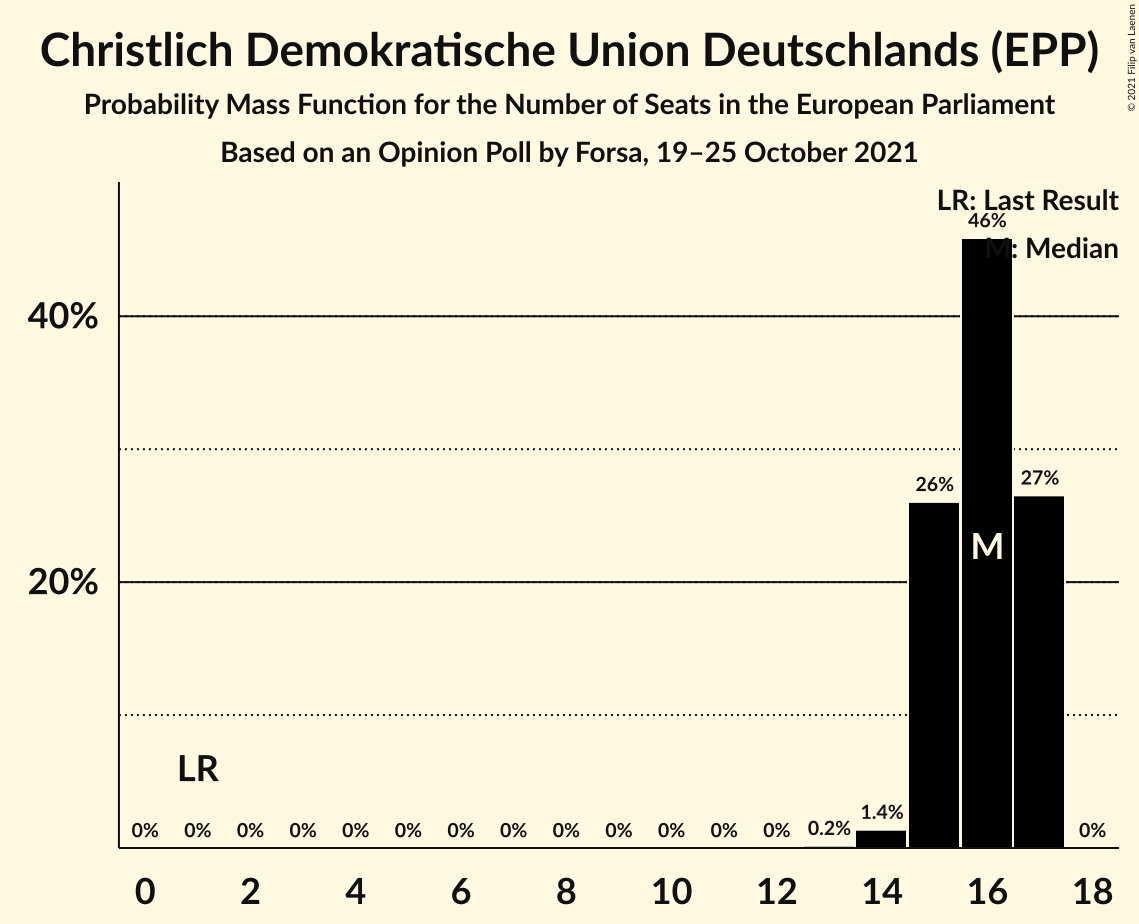 Christlich Demokratische Union Deutschlands (EPP)
Probability Mass Function for the Number of Seats in the European Parliament
Based on an Opinion Poll by Forsa, 19–25 October 2021
© 2021 Filip van Laenen
LR: Last Result
46%
M: Median
40%
26%
27%
M
20%
LR
0% 0% 0% 0% 0% 0% 0% 0% 0% 0% 0% 0% 0% 0.2% 1.4% 0%
0 2 4 6 8 10 12 14 16 18